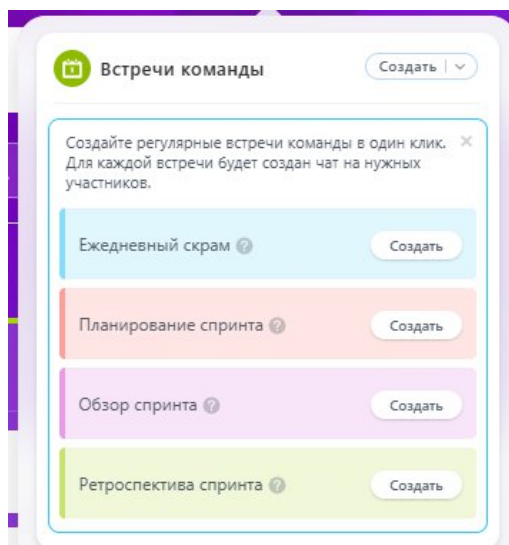 Встречи команды
Создать
Создайте регулярные встречи команды в один клик.
Для каждой встречи будет создан чат на нужных
участников.
Ежедневный скрам ?
Создать
Планирование спринта ?
Создать
Обзор спринта ?
Создать
Ретроспектива спринта ?
Создать